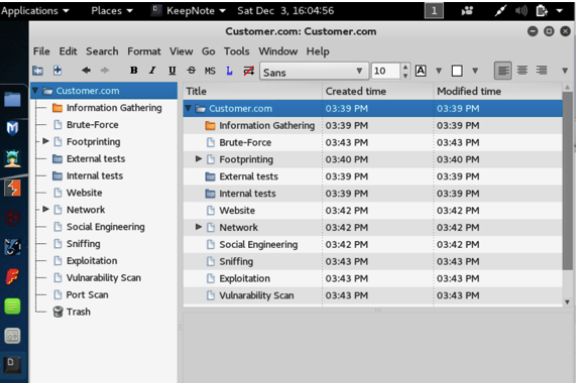 Applications ▾ Places ▾ KeepNote ▾ Sat Dec 3, 16:04:56 1
Customer.com: Customer.com
File Edit Search Format View Go Tools Window Help
B I U S MS L Sans 10 A
Customer.com
Information Gathering
Brute-Force
Footprinting
External tests
Internal tests
Website
Network
Social Engineering
Sniffing
Exploitation
Vulnarability Scan
Port Scan
Trash
Title Created time Modified time
Customer.com 03:39 PM 03:39 PM
Information Gathering 03:39 PM 03:39 PM
Brute-Force 03:43 PM 03:43 PM
Footprinting 03:40 PM 03:40 PM
External tests 03:39 PM 03:39 PM
Internal tests 03:39 PM 03:39 PM
Website 03:42 PM 03:42 PM
Network 03:42 PM 03:42 PM
Social Engineering 03:42 PM 03:42 PM
Sniffing 03:43 PM 03:43 PM
Exploitation 03:43 PM 03:43 PM
Vulnarability Scan 03:43 PM 03:43 PM